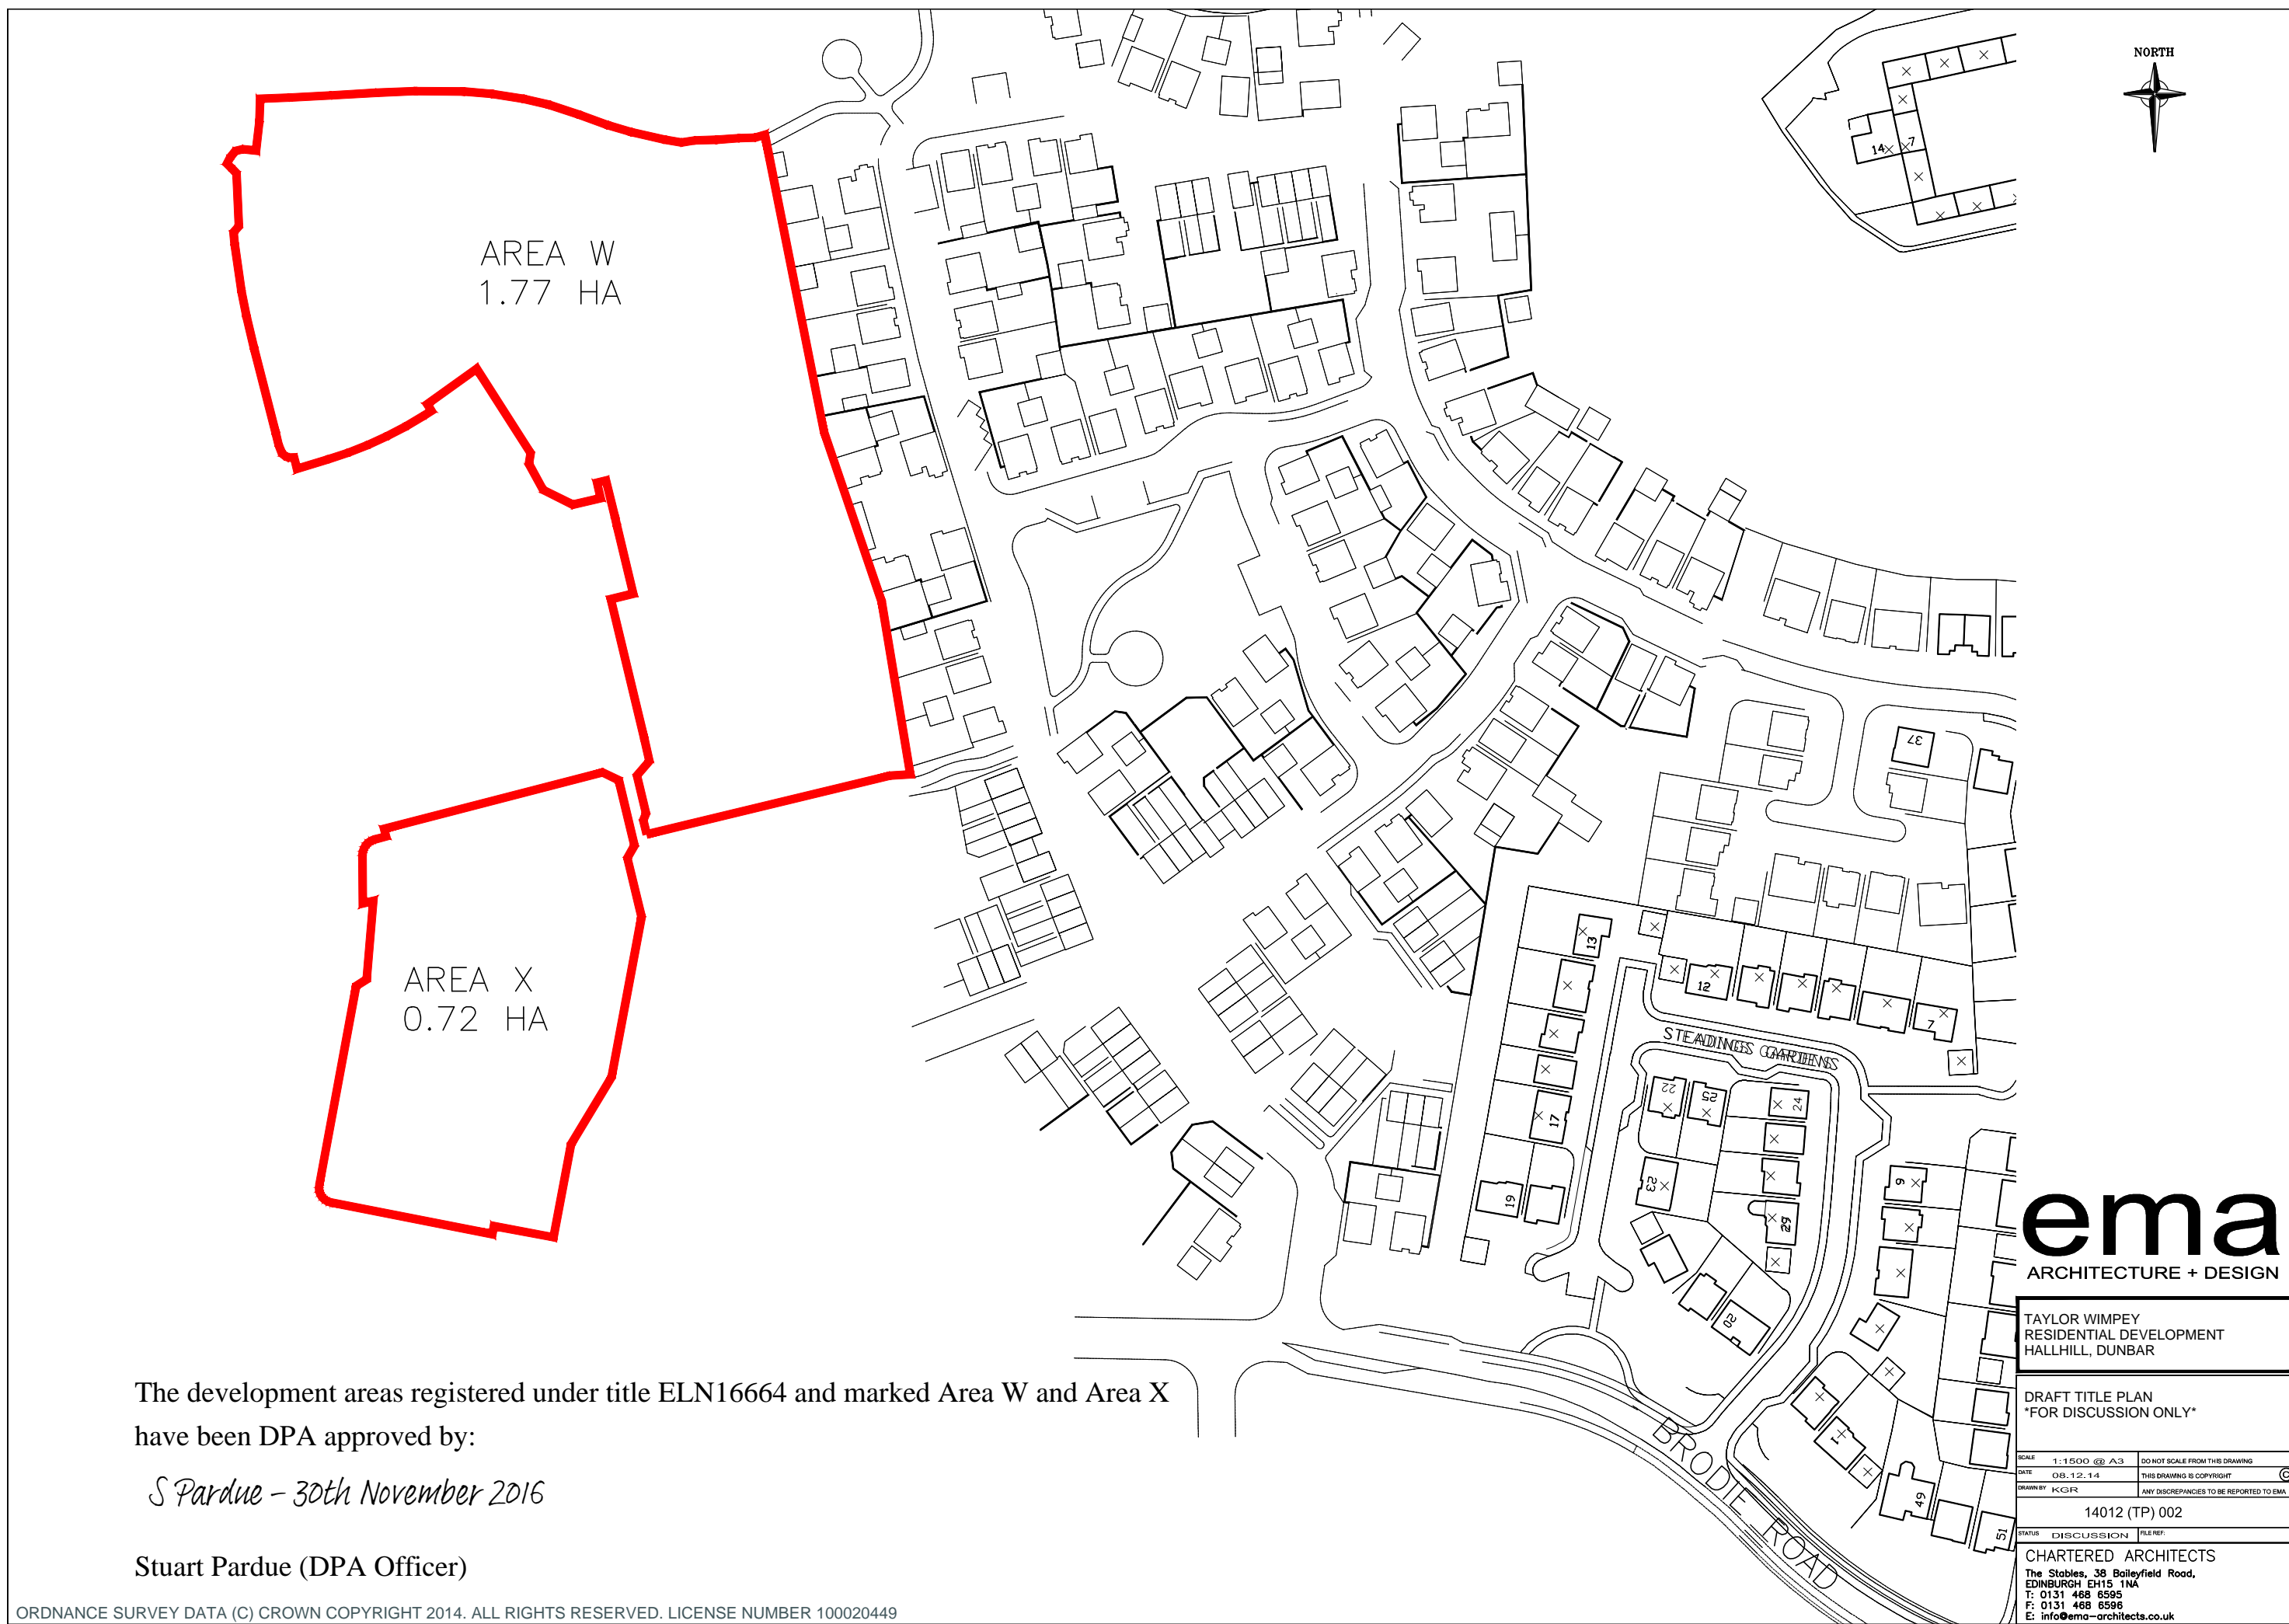 NORTH
14 7
AREA W
1.77 HA
37
AREA X
0.72 HA
13
12
7
STEADINGS GARDENS
22 25 24
17
23
19
9
29
20
1
49
51
BRODIE ROAD
The development areas registered under title ELN16664 and marked Area W and Area X
have been DPA approved by:
S Pardue – 30th November 2016
Stuart Pardue (DPA Officer)
ORDNANCE SURVEY DATA (C) CROWN COPYRIGHT 2014. ALL RIGHTS RESERVED. LICENSE NUMBER 100020449
ema
ARCHITECTURE + DESIGN
TAYLOR WIMPEY
RESIDENTIAL DEVELOPMENT
HALLHILL, DUNBAR
DRAFT TITLE PLAN
*FOR DISCUSSION ONLY*
SCALE 1:1500 @ A3 DO NOT SCALE FROM THIS DRAWING
DATE 08.12.14 THIS DRAWING IS COPYRIGHT ©
DRAWN BY KGR ANY DISCREPANCIES TO BE REPORTED TO EMA
14012 (TP) 002
STATUS DISCUSSION FILE REF:
CHARTERED ARCHITECTS
The Stables, 38 Baileyfield Road,
EDINBURGH EH15 1NA
T: 0131 468 6595
F: 0131 468 6596
E: info@ema-architects.co.uk